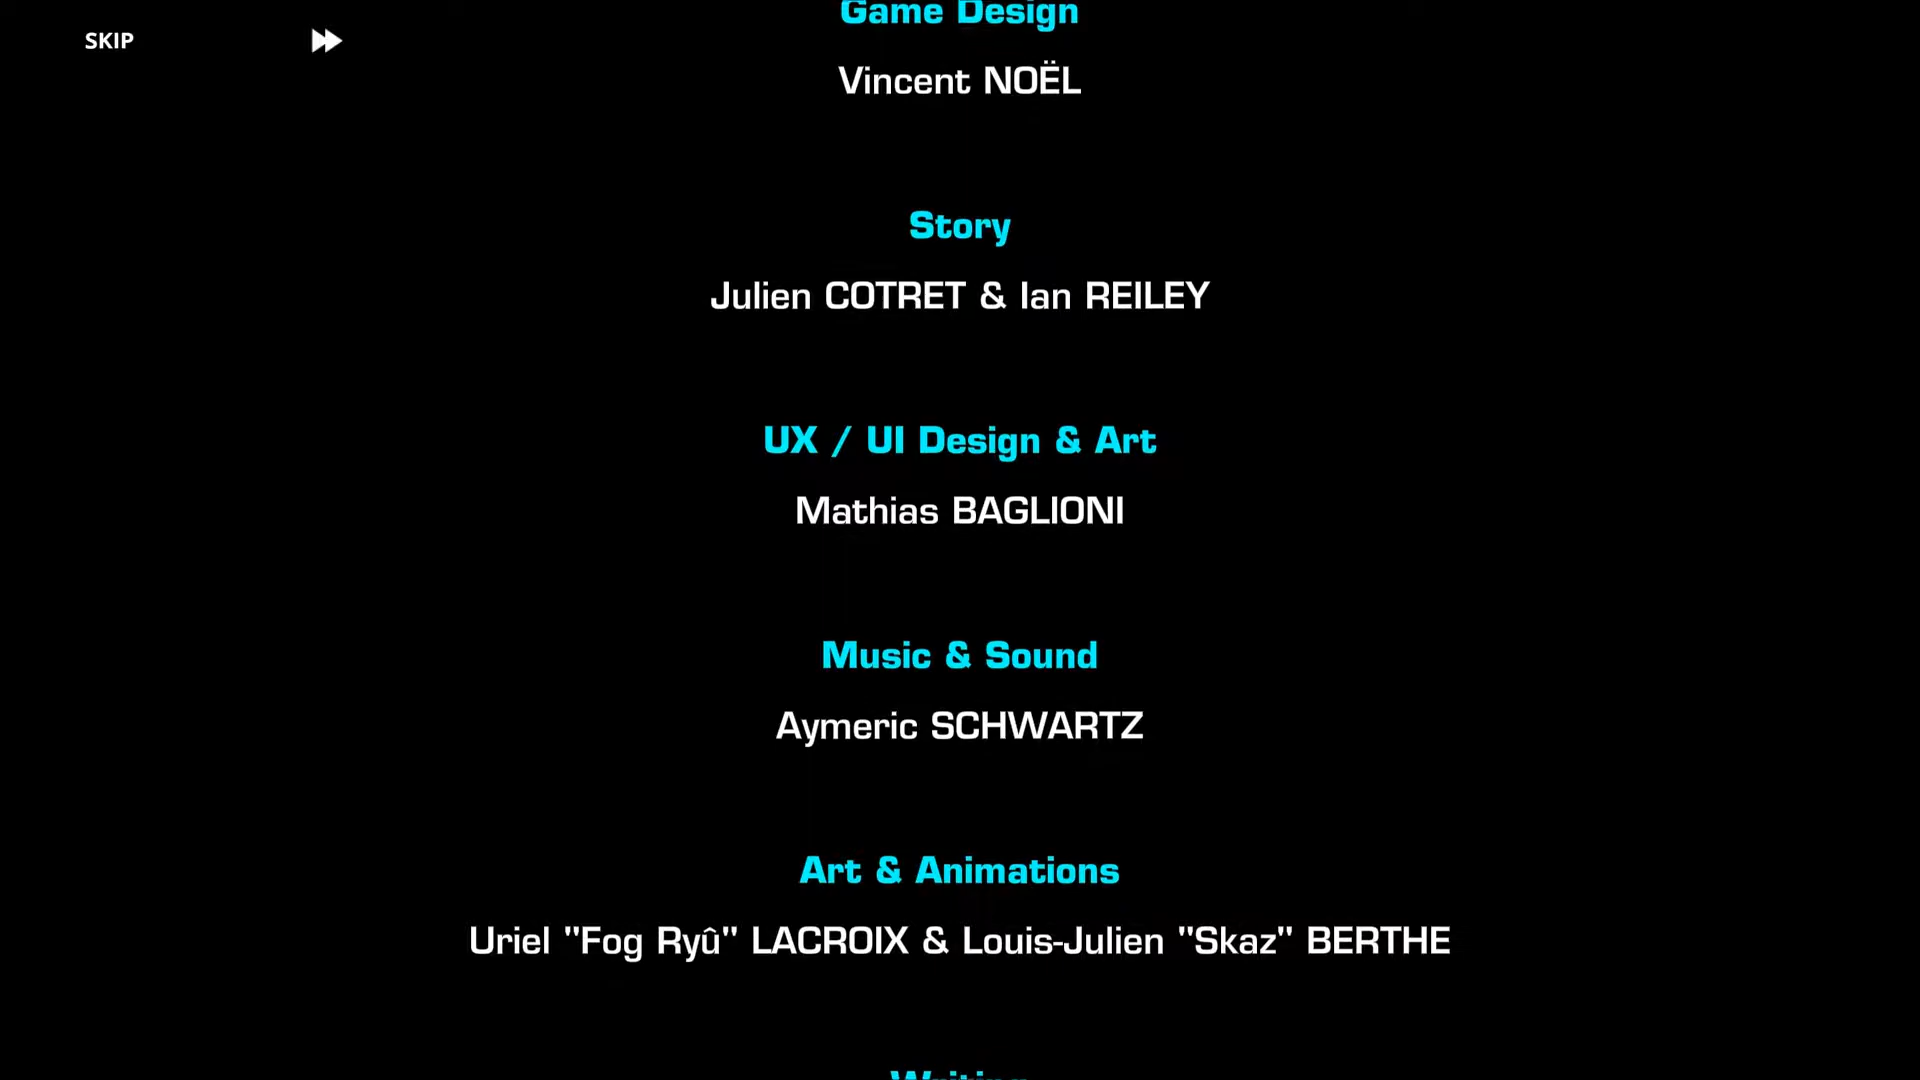 Game Design
SKIP
Vincent NOËL
Story
Julien COTRET & Ian REILEY
UX / UI Design & Art
Mathias BAGLIONI
Music & Sound
Aymeric SCHWARTZ
Art & Animations
Uriel "Fog Ryû" LACROIX & Louis-Julien "Skaz" BERTHE
Writing